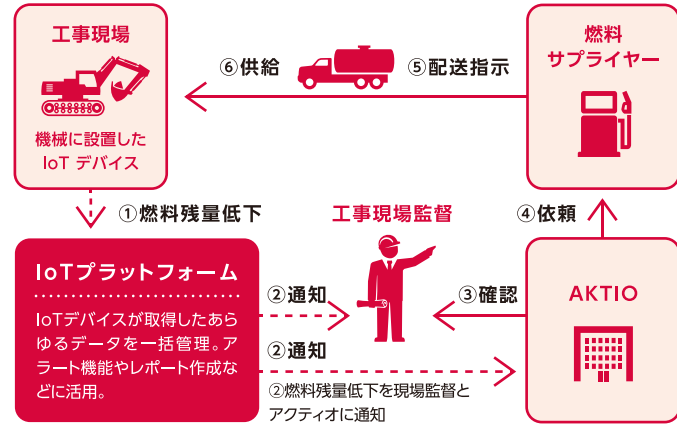 工事現場
機械に設置した
IoT デバイス
⑥供給
⑤配送指示
燃料
サプライヤー
①燃料残量低下
工事現場監督
④依頼
IoTプラットフォーム
IoTデバイスが取得したあら
ゆるデータを一括管理。ア
ラート機能やレポート作成な
どに活用。
②通知
③確認
AKTIO
②通知
②燃料残量低下を現場監督と
アクティオに通知